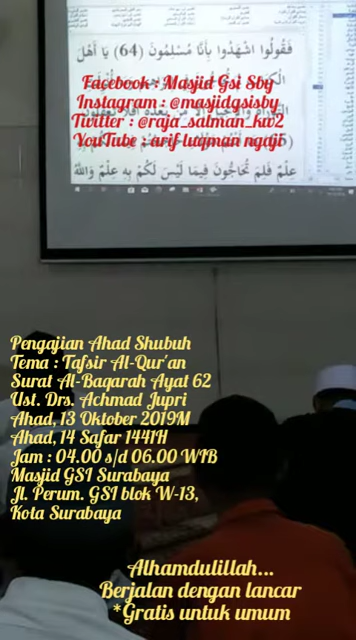 فَقُولُوا اشْهَدُوا بِأَنَّا مُسْلِمُونَ (64) يَا أَهْلَ
Facebook : Masjid Gsi Sby
Instagram : @masjidgsisby
Twitter : @raja_saman_kav2
YouTube : arif luqman ngaji
عِلْمٌ فَلِمَ تُحَاجُّونَ فِيمَا لَيْسَ لَكُمْ بِهِ عِلْمٌ وَاللَّهُ
Pengajian Ahad Shubuh
Tema : Tafsir Al-Qur'an
Surat Al-Baqarah Ayat 62
Ust. Drs. Achmad Jupri
Ahad, 13 Oktober 2019M
Ahad, 14 Safar 1441H
Jam : 04.00 s/d 06.00 WIB
Masjid GSI Surabaya
Jl. Perum. GSI blok W-13,
Kota Surabaya
Alhamdulillah...
Berjalan dengan lancar
*Gratis untuk umum